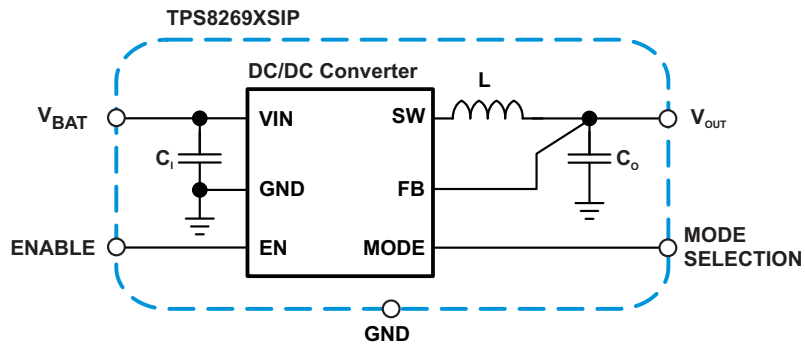 TPS8269XSIP
DC/DC Converter
L
VBAT
VIN
SW
VOUT
CI
CO
GND
FB
ENABLE
EN
MODE
MODE
SELECTION
GND